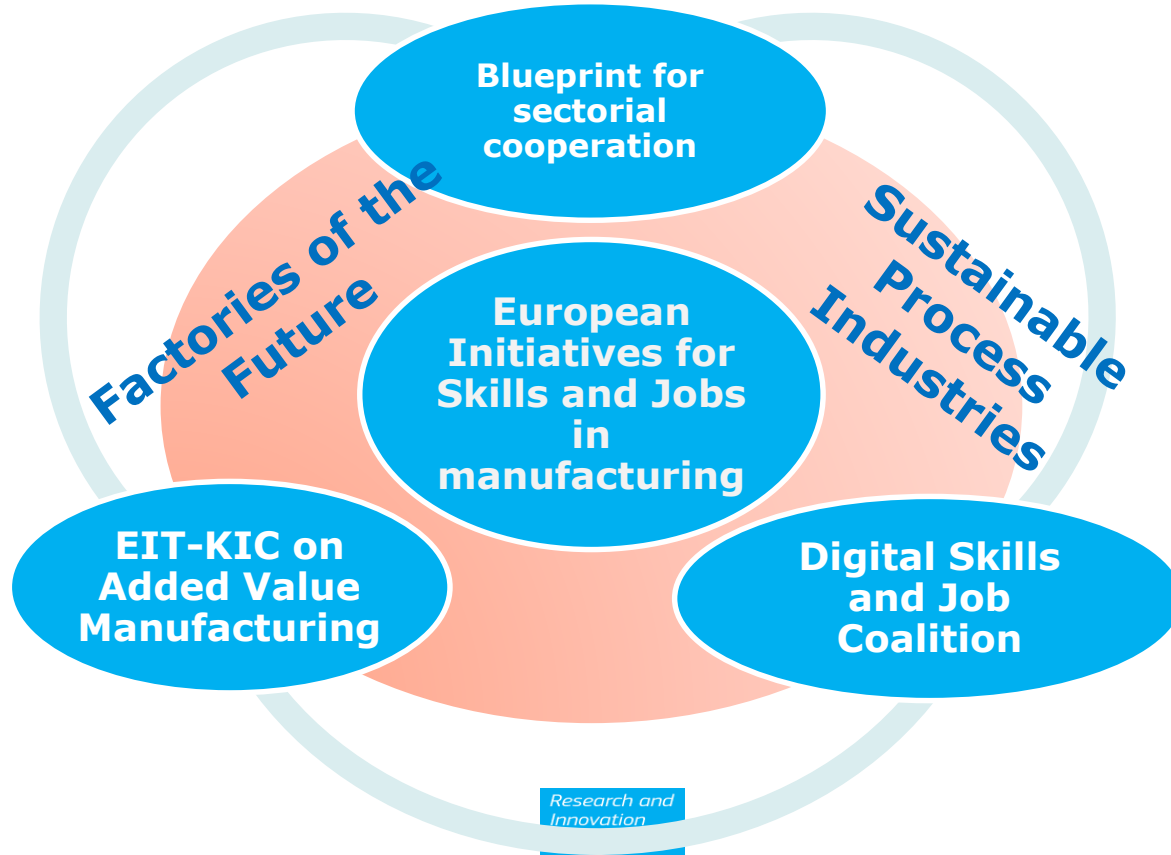 Blueprint for
sectorial
cooperation
Factories of the
Future
Sustainable
Process
Industries
European
Initiatives for
Skills and Jobs
in
manufacturing
EIT-KIC on
Added Value
Manufacturing
Digital Skills
and Job
Coalition
Research and
Innovation